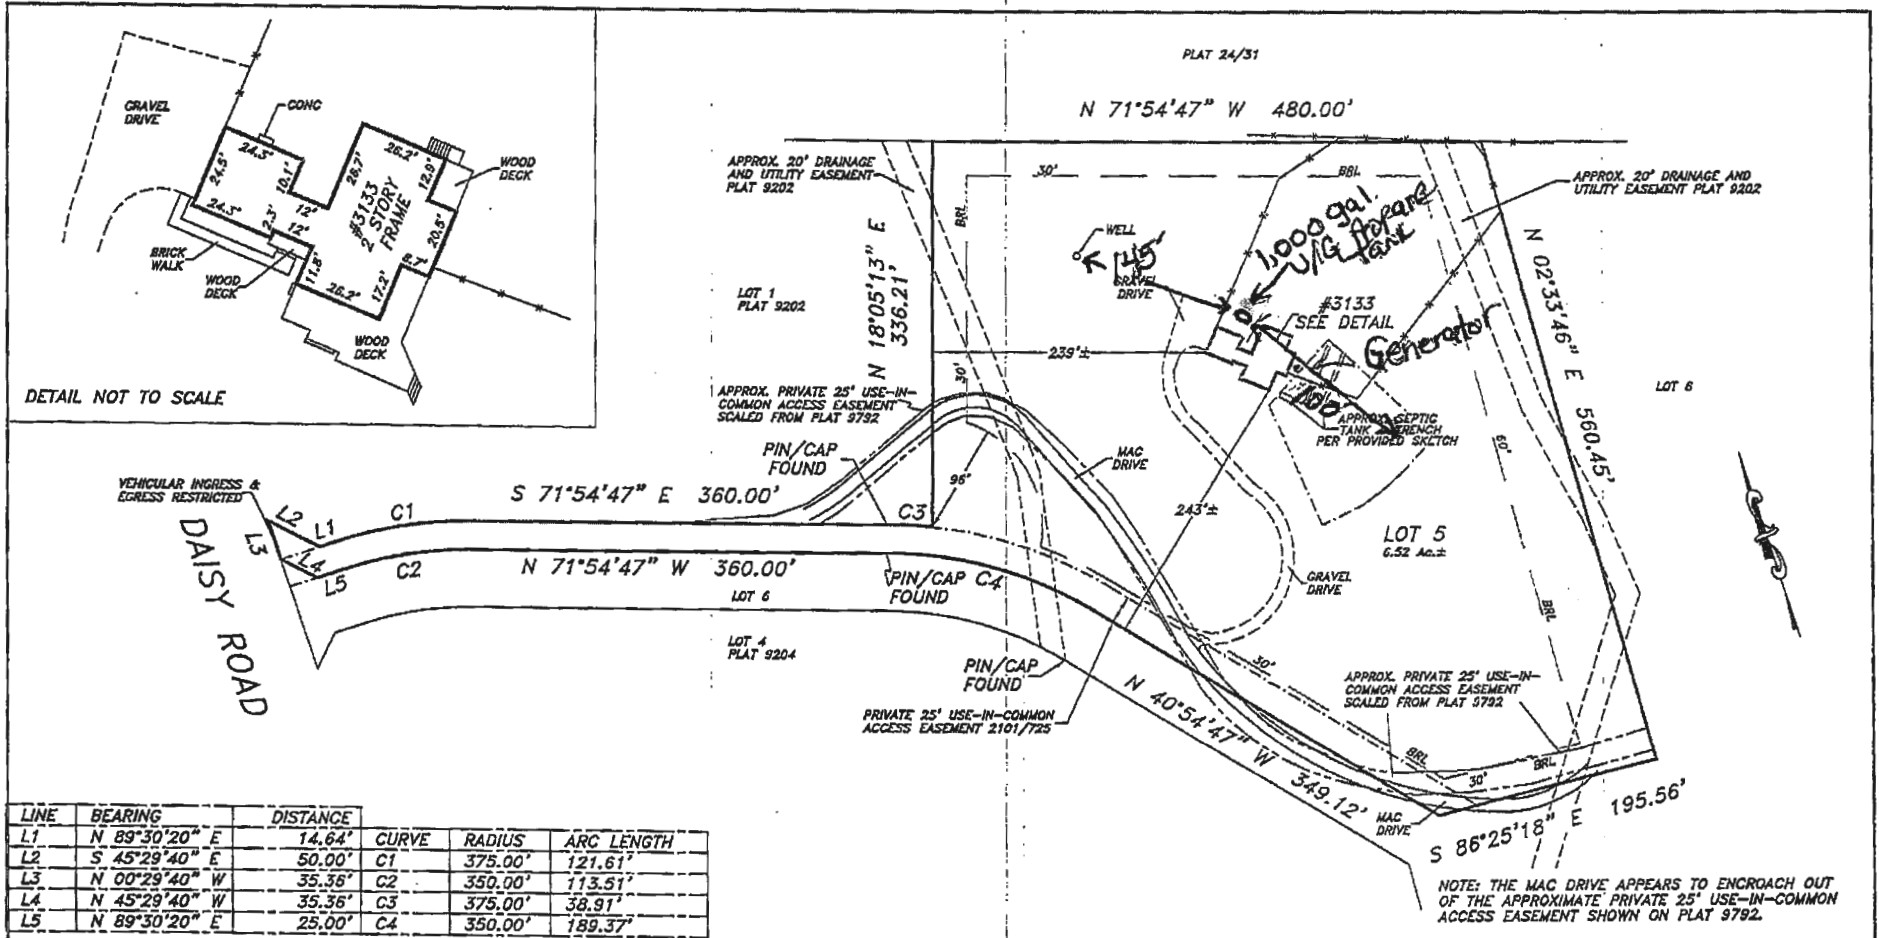 GRAVEL
DRIVE
CONC
24.3'
24.5'
10.1'
26.2'
26.7'
12.9'
WOOD
DECK
#3133
2 STORY
FRAME
12'
24.3'
2.3'
12'
20.5'
11.8'
26.2'
17.2'
BRICK
WALK
WOOD
DECK
WOOD
DECK
DETAIL NOT TO SCALE
PLAT 24/31
N 71°54'47" W 480.00'
APPROX. 20' DRAINAGE
AND UTILITY EASEMENT
PLAT 9202
30'
BRL
BRL
APPROX. 20' DRAINAGE AND
UTILITY EASEMENT PLAT 9202
WELL
145'
GRAVEL
DRIVE
1,000 gal.
U/G Propane
tank
LOT 1
PLAT 9202
N 18°05'13" E
336.21'
#3133
SEE DETAIL
Generator
N 02°33'46" E 560.45'
LOT 6
239'±
30'
APPROX. PRIVATE 25' USE-IN-
COMMON ACCESS EASEMENT
SCALED FROM PLAT 9792
100'
APPROX. SEPTIC
TANK TRENCH
PER PROVIDED SKETCH
60'
PIN/CAP
FOUND
MAC
DRIVE
96'
VEHICULAR INGRESS &
EGRESS RESTRICTED
S 71°54'47" E 360.00'
L2
L1
C1
C3
243'±
LOT 5
6.52 Ac.±
L3
L4
L5
C2
N 71°54'47" W 360.00'
PIN/CAP
FOUND
C4
GRAVEL
DRIVE
DAISY ROAD
LOT 6
BRL
LOT 4
PLAT 9204
PIN/CAP
FOUND
30'
APPROX. PRIVATE 25' USE-IN-
COMMON ACCESS EASEMENT
SCALED FROM PLAT 9792
PRIVATE 25' USE-IN-COMMON
ACCESS EASEMENT 2101/725
N 40°54'47" W 349.12'
BRL
BRL
30'
MAC
DRIVE
S 86°25'18" E 195.56'
LINE BEARING DISTANCE
L1 N 89°30'20" E 14.64' CURVE RADIUS ARC LENGTH
L2 S 45°29'40" E 50.00' C1 375.00' 121.61'
L3 N 00°29'40" W 35.36' C2 350.00' 113.51'
L4 N 45°29'40" W 35.36' C3 375.00' 38.91'
L5 N 89°30'20" E 25.00' C4 350.00' 189.37'
NOTE: THE MAC DRIVE APPEARS TO ENCROACH OUT
OF THE APPROXIMATE PRIVATE 25' USE-IN-COMMON
ACCESS EASEMENT SHOWN ON PLAT 9792.